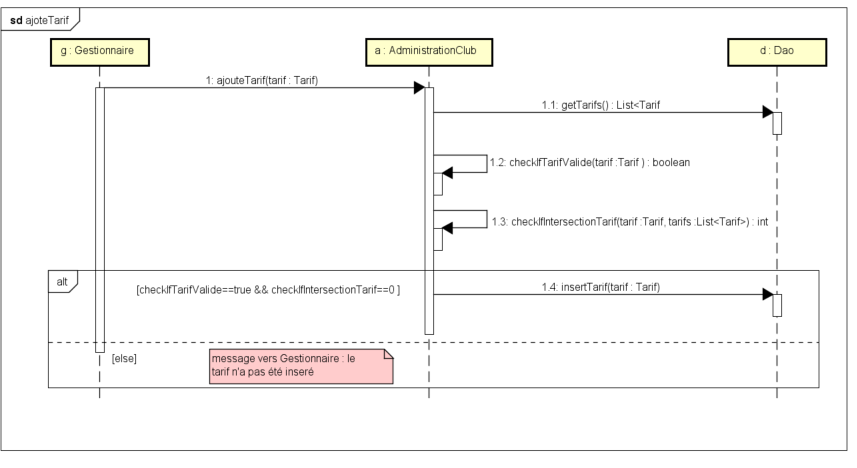 sd ajoteTarif
g : Gestionnaire
a : AdministrationClub
d : Dao
1: ajouteTarif(tarif : Tarif)
1.1: getTarifs() : List<Tarif
1.2: checkIfTarifValide(tarif :Tarif ) : boolean
1.3: checkIfIntersectionTarif(tarif :Tarif, tarifs :List<Tarif>) : int
alt
[checkIfTarifValide==true && checkIfIntersectionTarif==0 ]
1.4: insertTarif(tarif : Tarif)
[else]
message vers Gestionnaire : le
tarif n'a pas été inseré